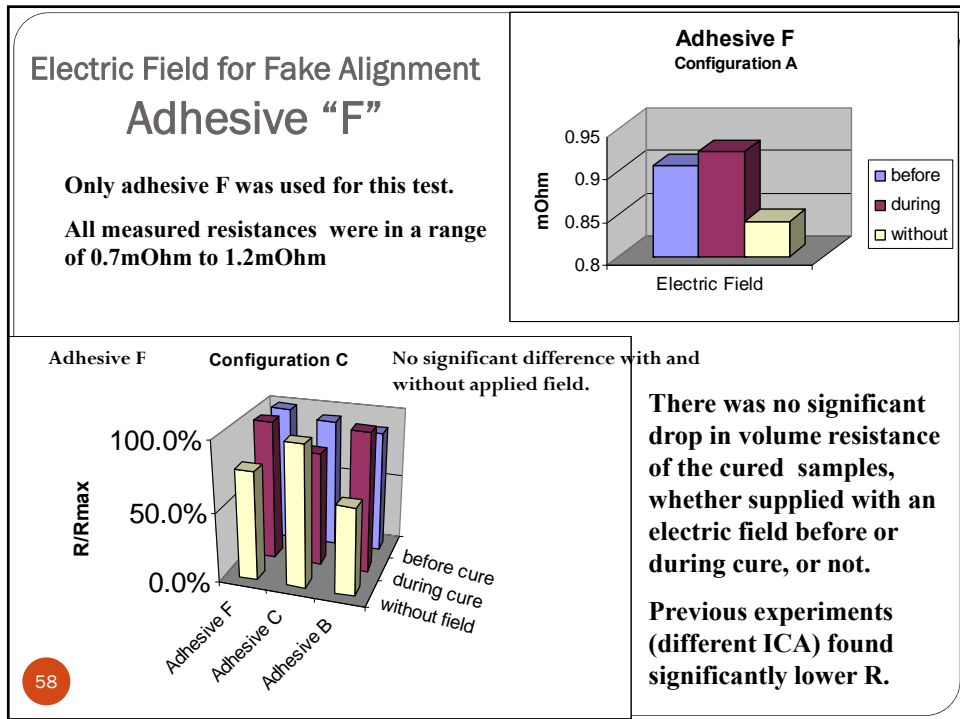 Electric Field for Fake Alignment
Adhesive “F”
Only adhesive F was used for this test.
All measured resistances were in a range
of 0.7mOhm to 1.2mOhm
Adhesive F
Configuration A
mOhm
0.95
0.9
0.85
0.8
Electric Field
before
during
without
Adhesive F
Configuration C
No significant difference with and
without applied field.
R/Rmax
100.0%
50.0%
0.0%
before cure
during cure
without field
Adhesive F
Adhesive C
Adhesive B
There was no significant
drop in volume resistance
of the cured samples,
whether supplied with an
electric field before or
during cure, or not.
Previous experiments
(different ICA) found
significantly lower R.
58